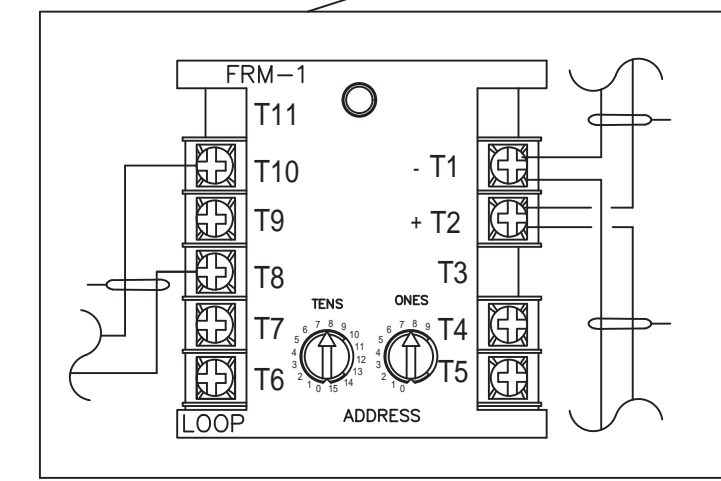 FRM-1
T11
T10
T9
T8
T7
T6
- T1
+ T2
T3
T4
T5
TENS
0 1 2 3 4 5 6 7 8 9 10 11 12 13 14 15
ONES
0 1 2 3 4 5 6 7 8 9
LOOP
ADDRESS